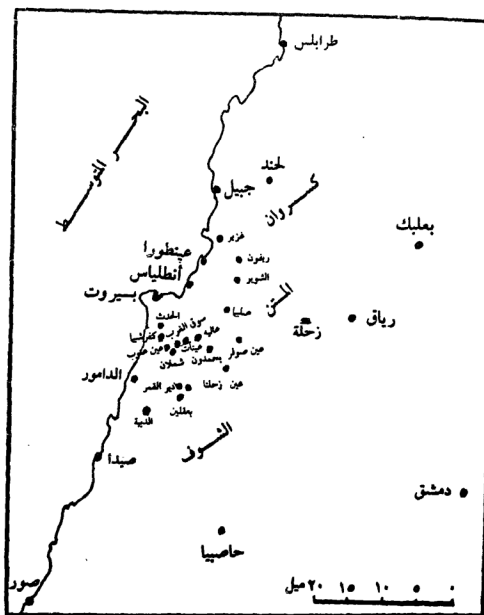 طرابلس
البحر المتوسط
لحفد
جبيل
كسروان
بعلبك
غزير
عينطورا
ريفون
أنطلياس
الشوير
بيروت
المتن
صليما
الحدث
زحلة
رياق
سوق الغرب
عاليه
كفرشيما
عين صوفر
عيناب
عين عنوب
بحمدون
شملان
الدامور
عين زحلتا
دير القمر
بعقلين
الدبية
الشوف
صيدا
دمشق
حاصبيا
صور
٢٠ ميل ١٥ ١٠ ٥ ٠